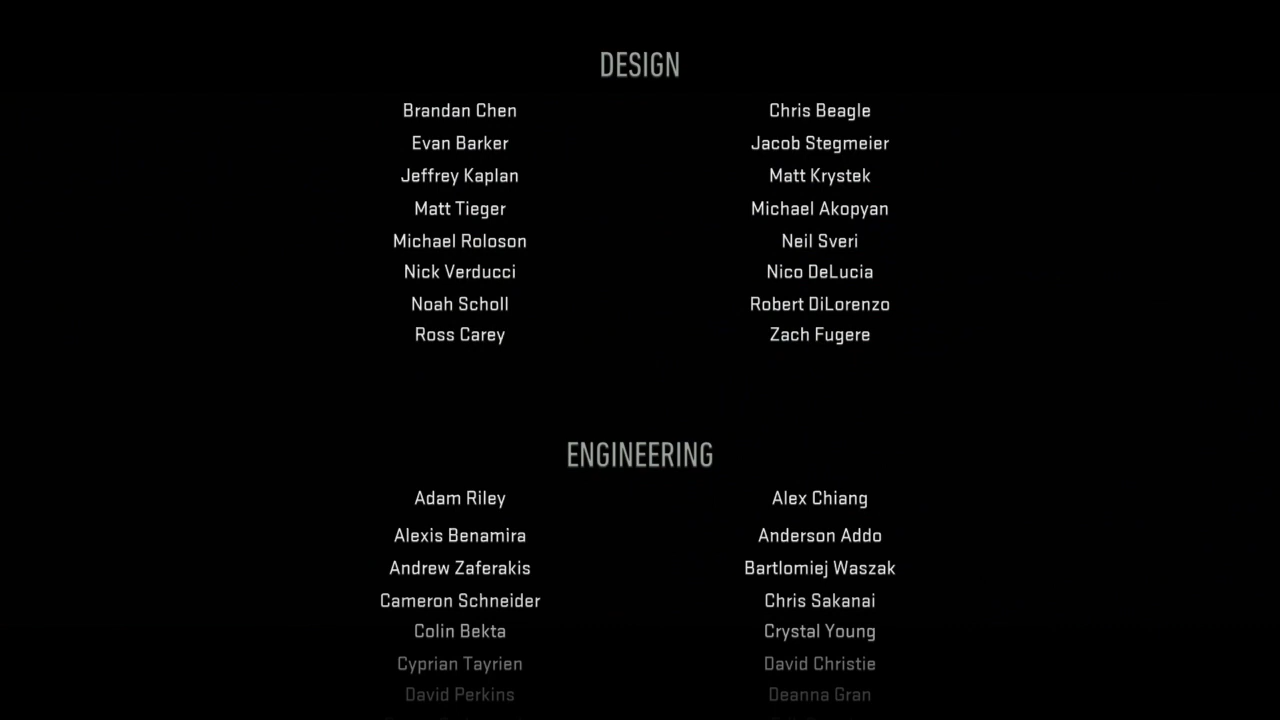 DESIGN
Brandan Chen Chris Beagle
Evan Barker Jacob Stegmeier
Jeffrey Kaplan Matt Krystek
Matt Tieger Michael Akopyan
Michael Roloson Neil Sveri
Nick Verducci Nico DeLucia
Noah Scholl Robert DiLorenzo
Ross Carey Zach Fugere
ENGINEERING
Adam Riley Alex Chiang
Alexis Benamira Anderson Addo
Andrew Zaferakis Bartlomiej Waszak
Cameron Schneider Chris Sakanai
Colin Bekta Crystal Young
Cyprian Tayrien David Christie
David Perkins Deanna Gran